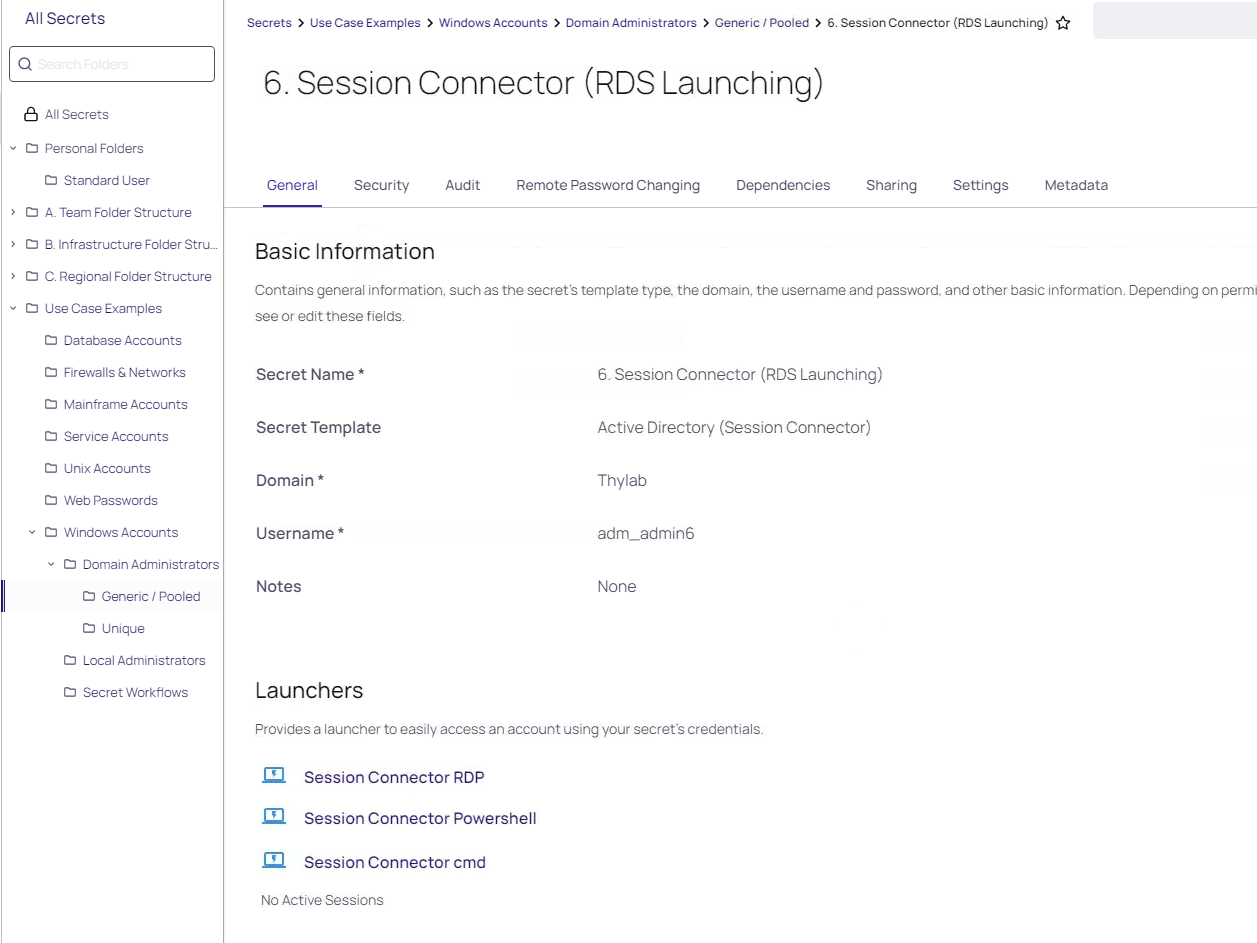 All Secrets
Search Folders
All Secrets
Personal Folders
Standard User
A. Team Folder Structure
B. Infrastructure Folder Stru...
C. Regional Folder Structure
Use Case Examples
Database Accounts
Firewalls & Networks
Mainframe Accounts
Service Accounts
Unix Accounts
Web Passwords
Windows Accounts
Domain Administrators
Generic / Pooled
Unique
Local Administrators
Secret Workflows
Secrets > Use Case Examples > Windows Accounts > Domain Administrators > Generic / Pooled > 6. Session Connector (RDS Launching)
6. Session Connector (RDS Launching)
General Security Audit Remote Password Changing Dependencies Sharing Settings Metadata
Basic Information
Contains general information, such as the secret's template type, the domain, the username and password, and other basic information. Depending on permi
see or edit these fields.
Secret Name * 6. Session Connector (RDS Launching)
Secret Template Active Directory (Session Connector)
Domain * Thylab
Username * adm_admin6
Notes None
Launchers
Provides a launcher to easily access an account using your secret's credentials.
Session Connector RDP
Session Connector Powershell
Session Connector cmd
No Active Sessions